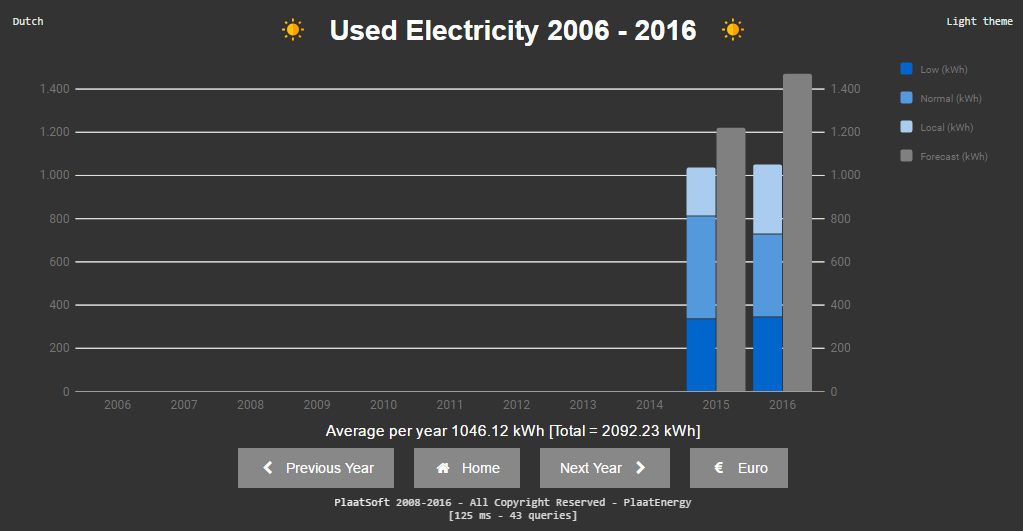 Dutch
Used Electricity 2006 - 2016
Light theme
Low (kWh)
Normal (kWh)
Local (kWh)
Forecast (kWh)
1.400 1.400
1.200 1.200
1.000 1.000
800 800
600 600
400 400
200 200
0 0
2006 2007 2008 2009 2010 2011 2012 2013 2014 2015 2016
Average per year 1046.12 kWh [Total = 2092.23 kWh]
Previous Year Home Next Year € Euro
PlaatSoft 2008-2016 - All Copyright Reserved - PlaatEnergy
[125 ms - 43 queries]